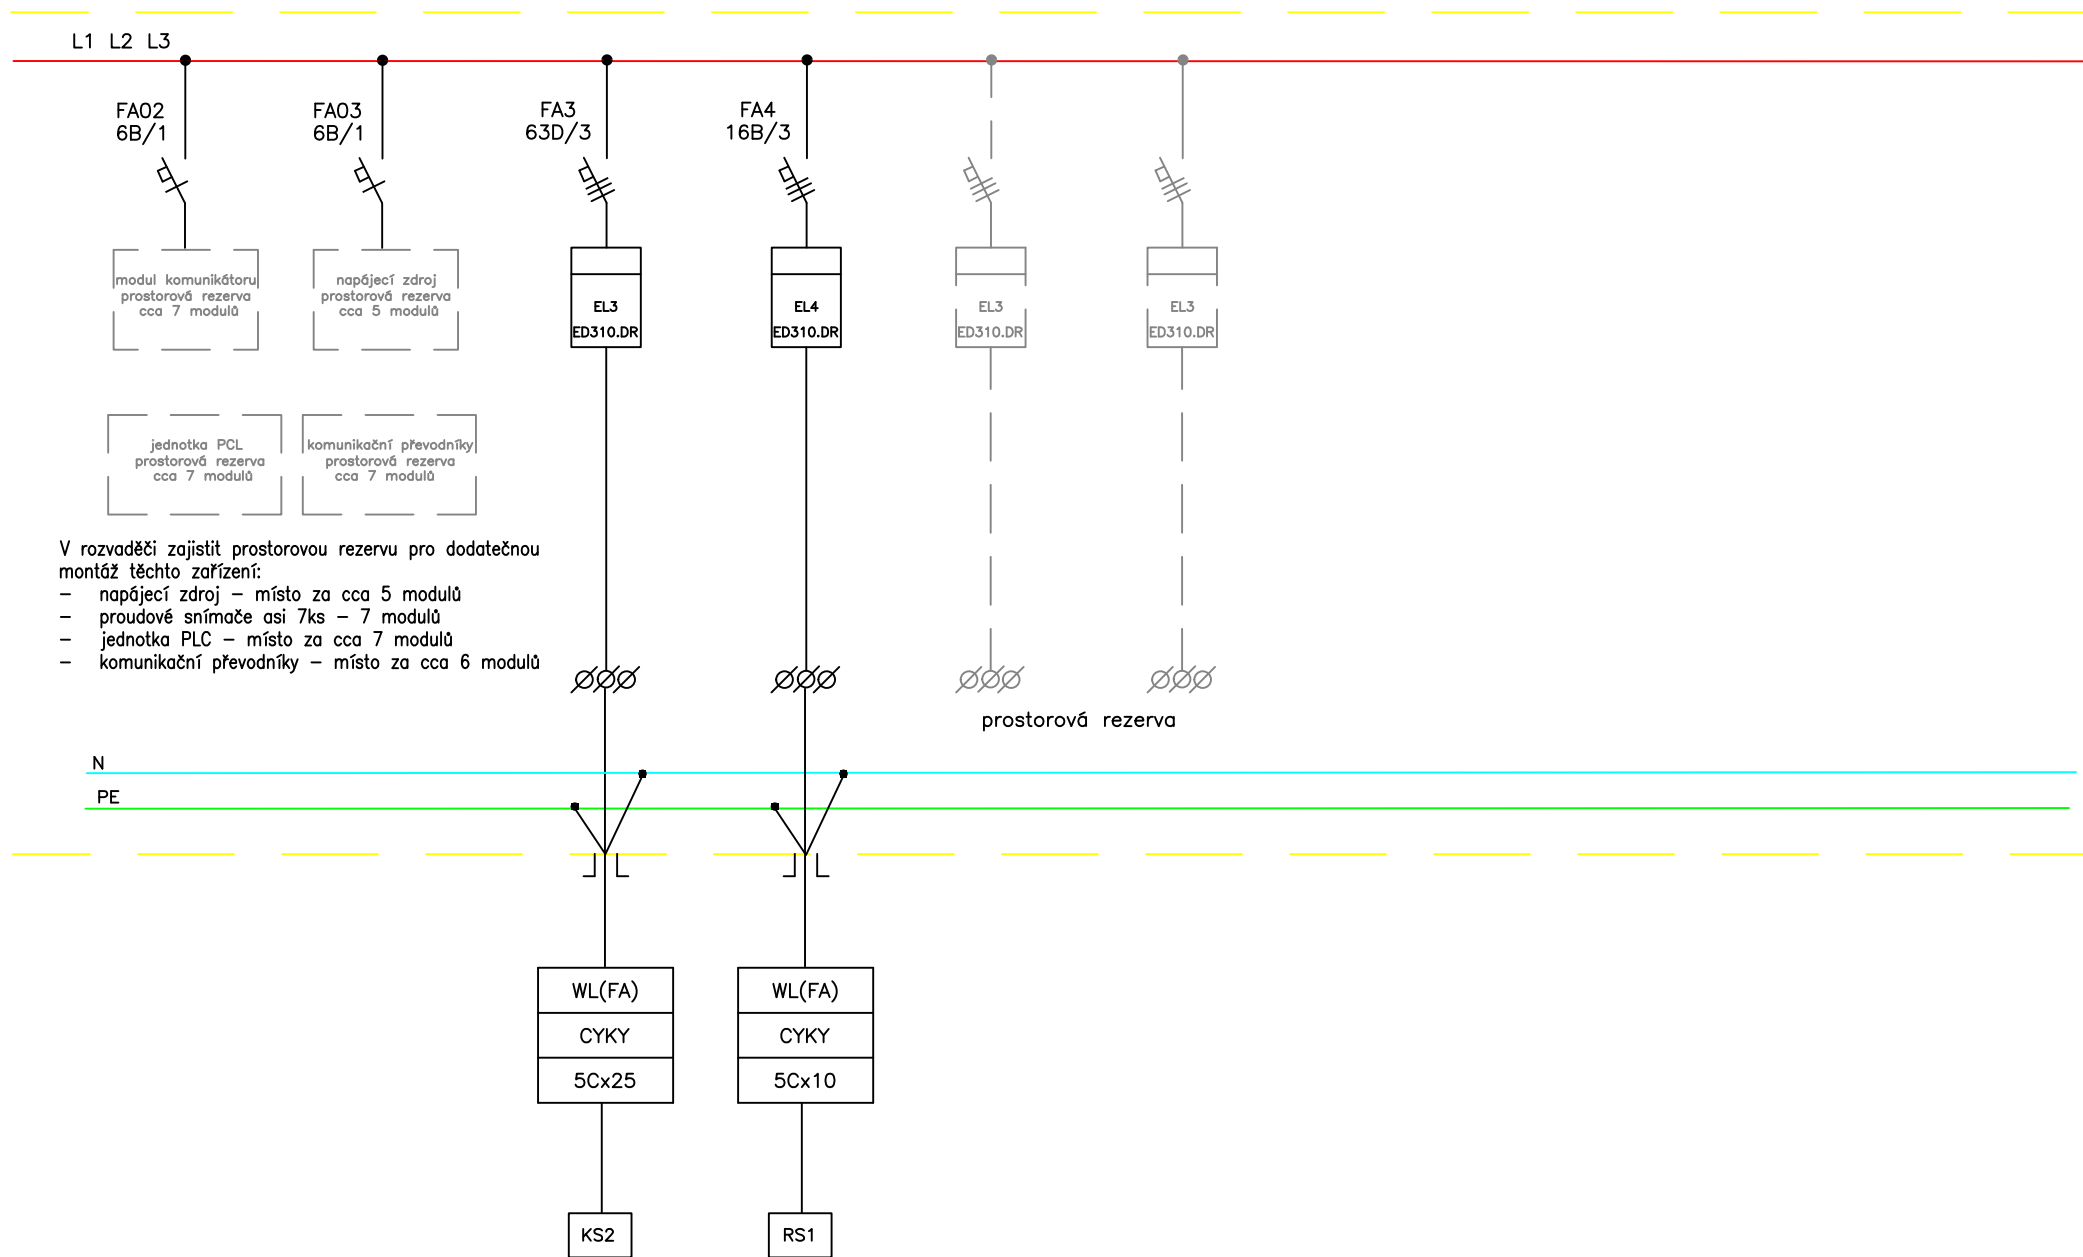 L1 L2 L3
FA02
6B/1
FA03
6B/1
FA3
63D/3
FA4
16B/3
modul komunikátoru
prostorová rezerva
cca 7 modulů
napájecí zdroj
prostorová rezerva
cca 5 modulů
EL3
ED310.DR
EL4
ED310.DR
EL3
ED310.DR
EL3
ED310.DR
jednotka PCL
prostorová rezerva
cca 7 modulů
komunikační převodníky
prostorová rezerva
cca 7 modulů
V rozvaděči zajistit prostorovou rezervu pro dodatečnou
montáž těchto zařízení:
– napájecí zdroj – místo za cca 5 modulů
– proudové snímače asi 7ks – 7 modulů
– jednotka PLC – místo za cca 7 modulů
– komunikační převodníky – místo za cca 6 modulů
prostorová rezerva
N
PE
WL(FA)
CYKY
5Cx25
WL(FA)
CYKY
5Cx10
KS2
RS1